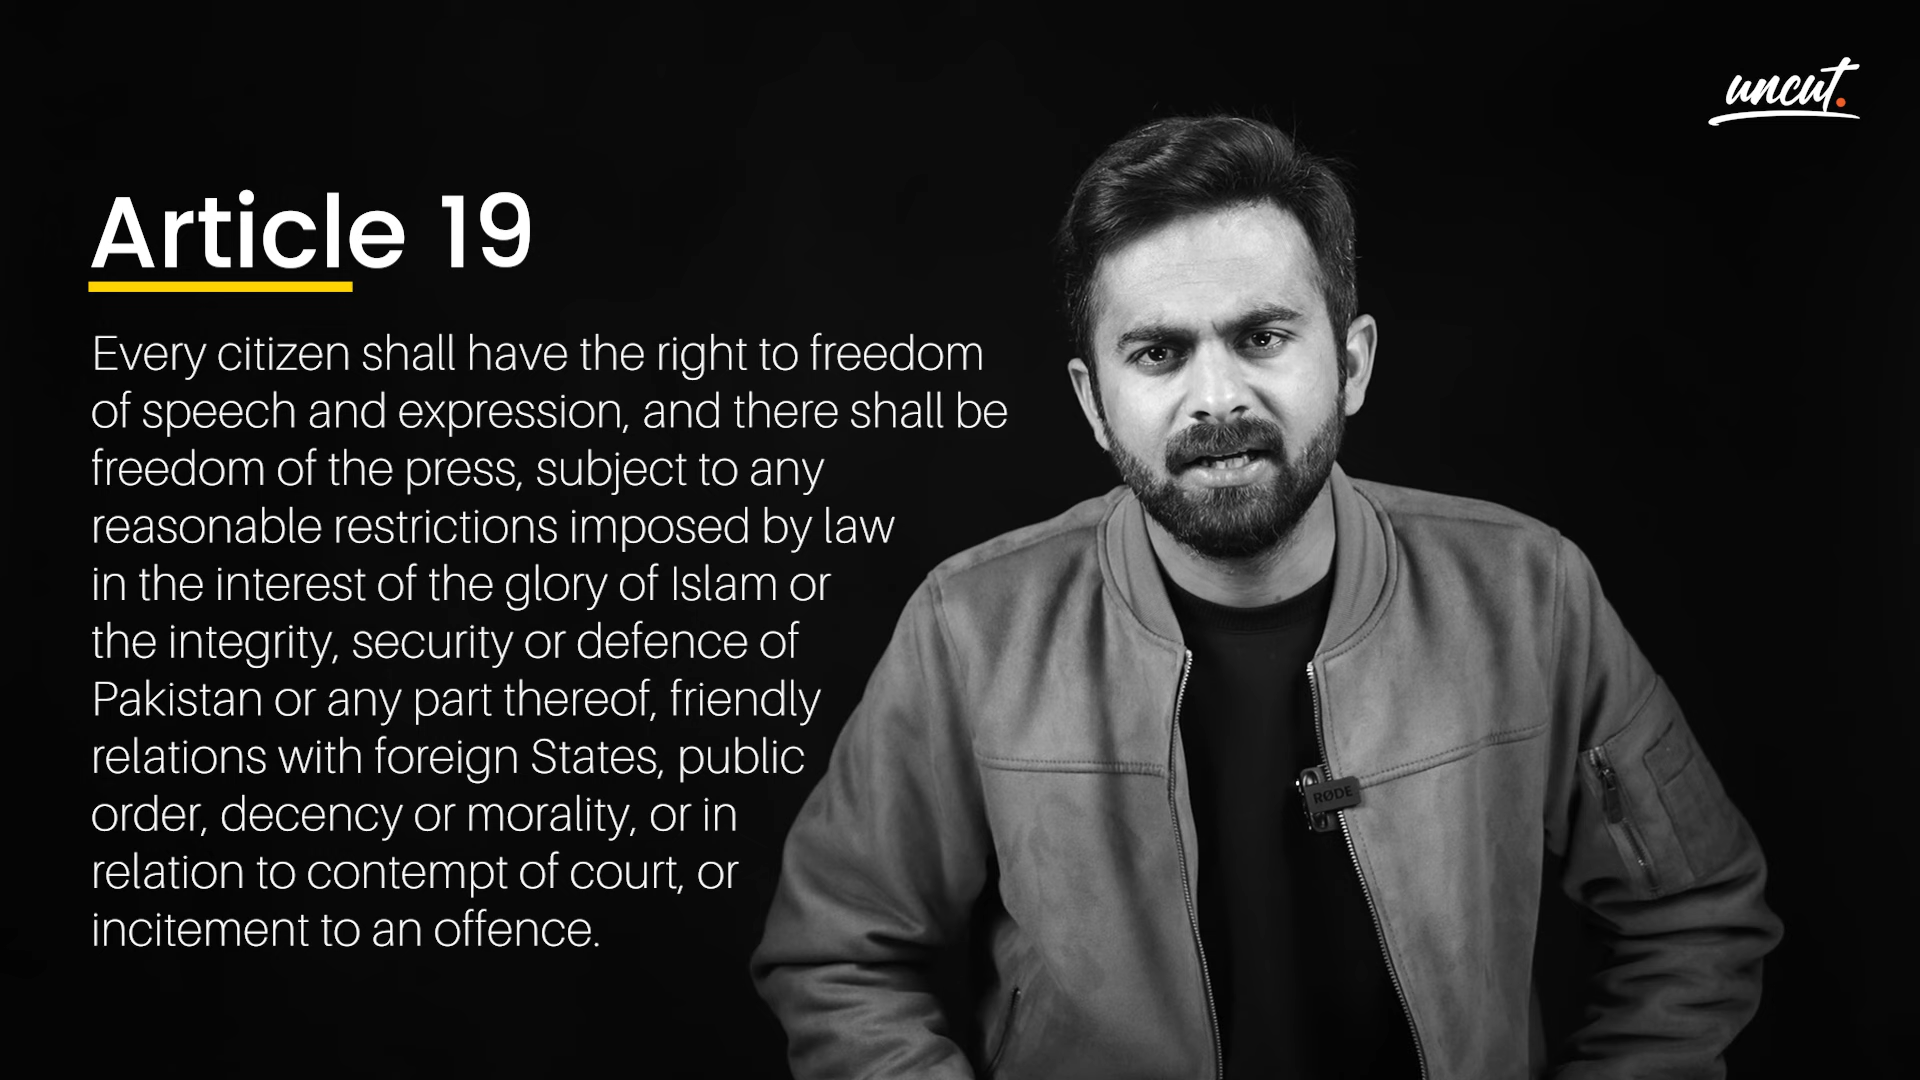 uncut.
Article 19
Every citizen shall have the right to freedom
of speech and expression, and there shall be
freedom of the press, subject to any
reasonable restrictions imposed by law
in the interest of the glory of Islam or
the integrity, security or defence of
Pakistan or any part thereof, friendly
relations with foreign States, public
order, decency or morality, or in
relation to contempt of court, or
incitement to an offence.
RØDE